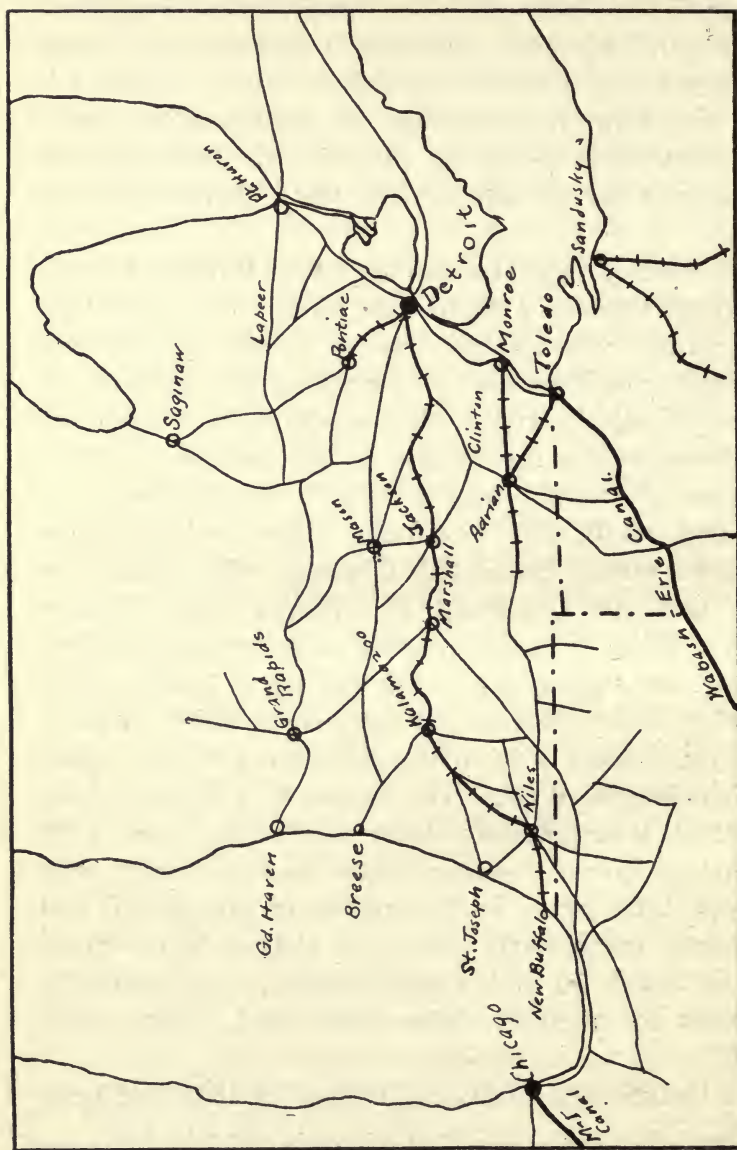 Pt. Huron
Saginaw
Lapeer
Pontiac
Detroit
Monroe
Toledo
Sandusky
Clinton
Adrian
Mason
Jackson
Marshall
Grand
Rapids
Kalamazoo
Gd. Haven
Breese
St. Joseph
Niles
New Buffalo
Chicago
Canal
Wabash Erie Canal.